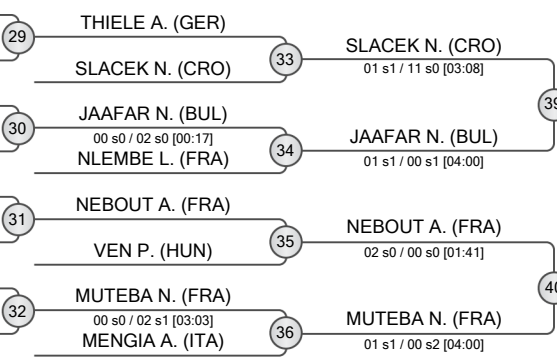 THIELE A. (GER)
29
SLACEK N. (CRO)
33
SLACEK N. (CRO)
01 s1 / 11 s0 [03:08]
39
JAAFAR N. (BUL)
30
00 s0 / 02 s0 [00:17]
NLEMBE L. (FRA)
34
JAAFAR N. (BUL)
01 s1 / 00 s1 [04:00]
NEBOUT A. (FRA)
31
VEN P. (HUN)
35
NEBOUT A. (FRA)
02 s0 / 00 s0 [01:41]
40
MUTEBA N. (FRA)
32
00 s0 / 02 s1 [03:03]
MENGIA A. (ITA)
36
MUTEBA N. (FRA)
01 s1 / 00 s2 [04:00]